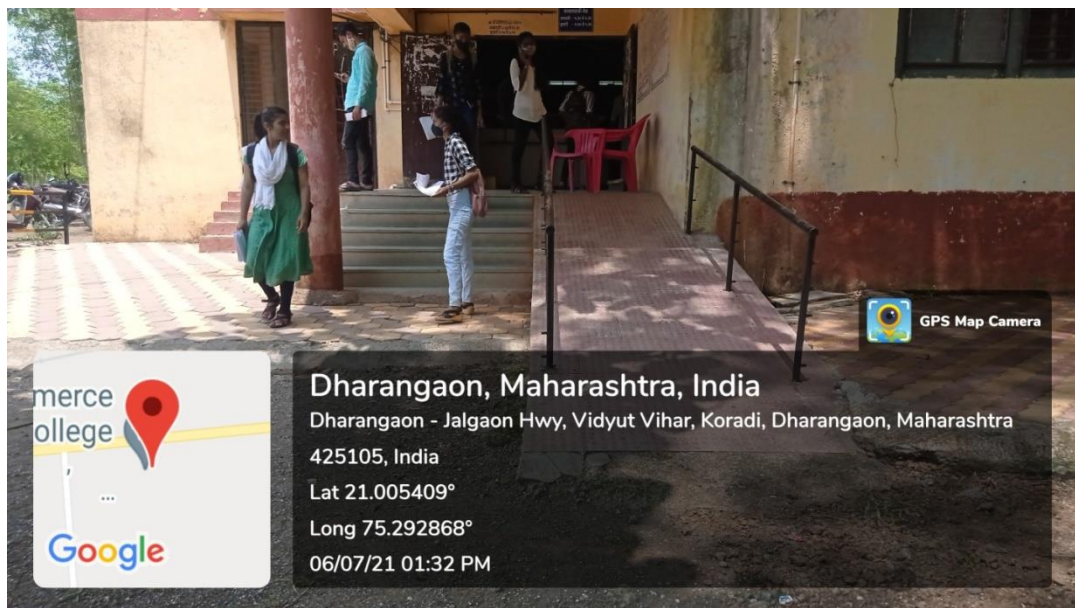 GPS Map Camera
merce
ollege
Google
Dharangaon, Maharashtra, India
Dharangaon - Jalgaon Hwy, Vidyut Vihar, Koradi, Dharangaon, Maharashtra
425105, India
Lat 21.005409°
Long 75.292868°
06/07/21 01:32 PM